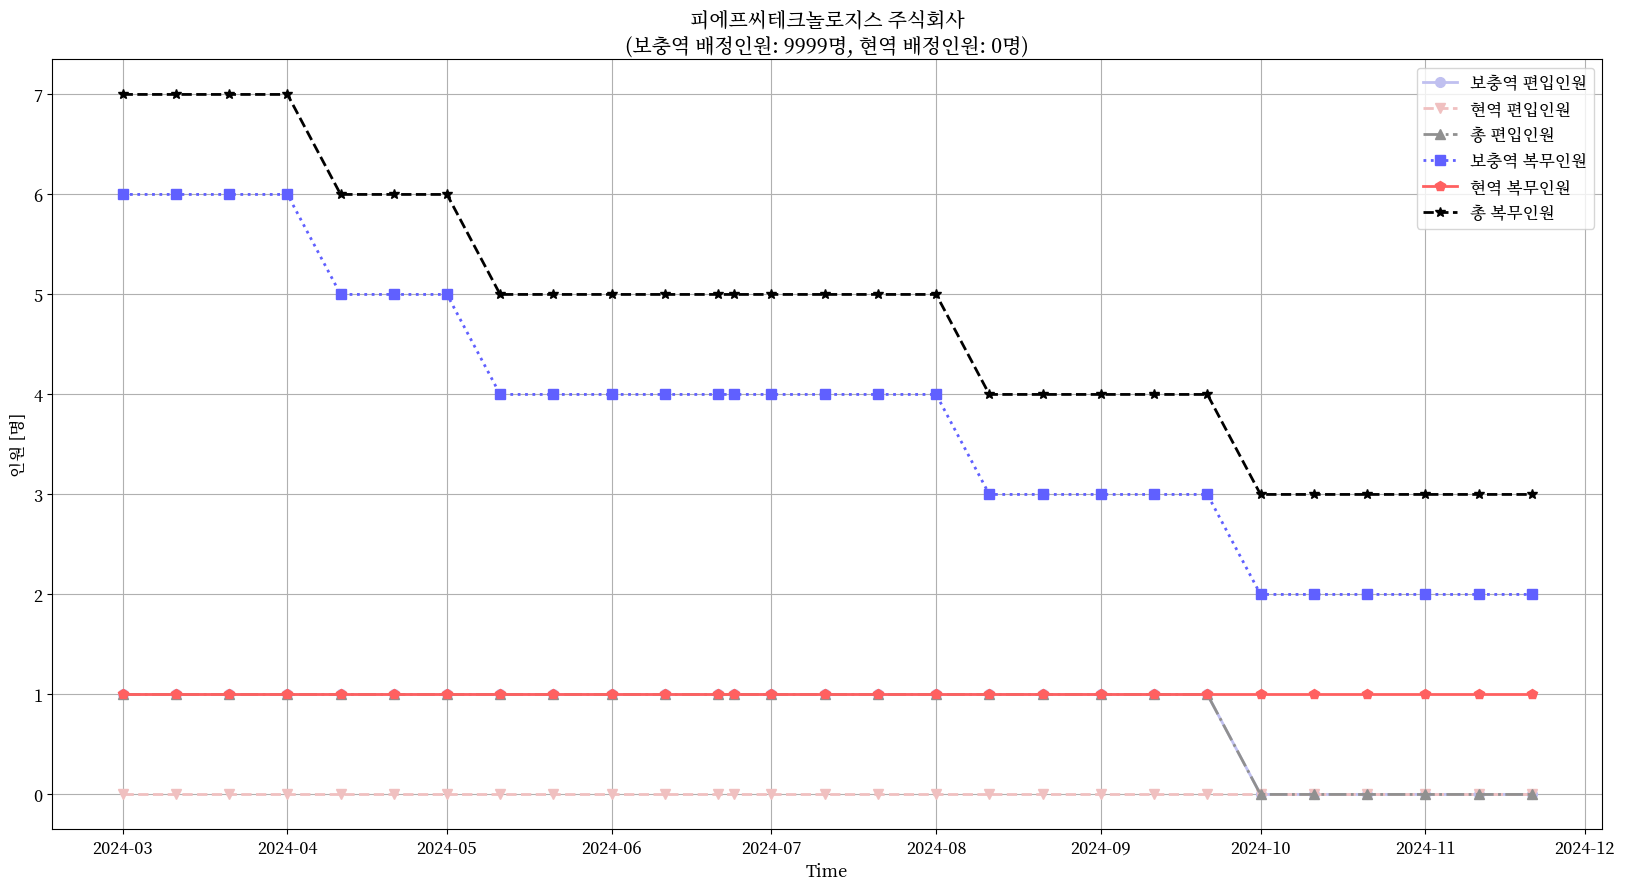 피에프씨테크놀로지스 주식회사
(보충역 배정인원: 9999명, 현역 배정인원: 0명)
보충역 편입인원
현역 편입인원
총 편입인원
보충역 복무인원
현역 복무인원
총 복무인원
인원 [명]
7
6
5
4
3
2
1
0
2024-03 2024-04 2024-05 2024-06 2024-07 2024-08 2024-09 2024-10 2024-11 2024-12
Time